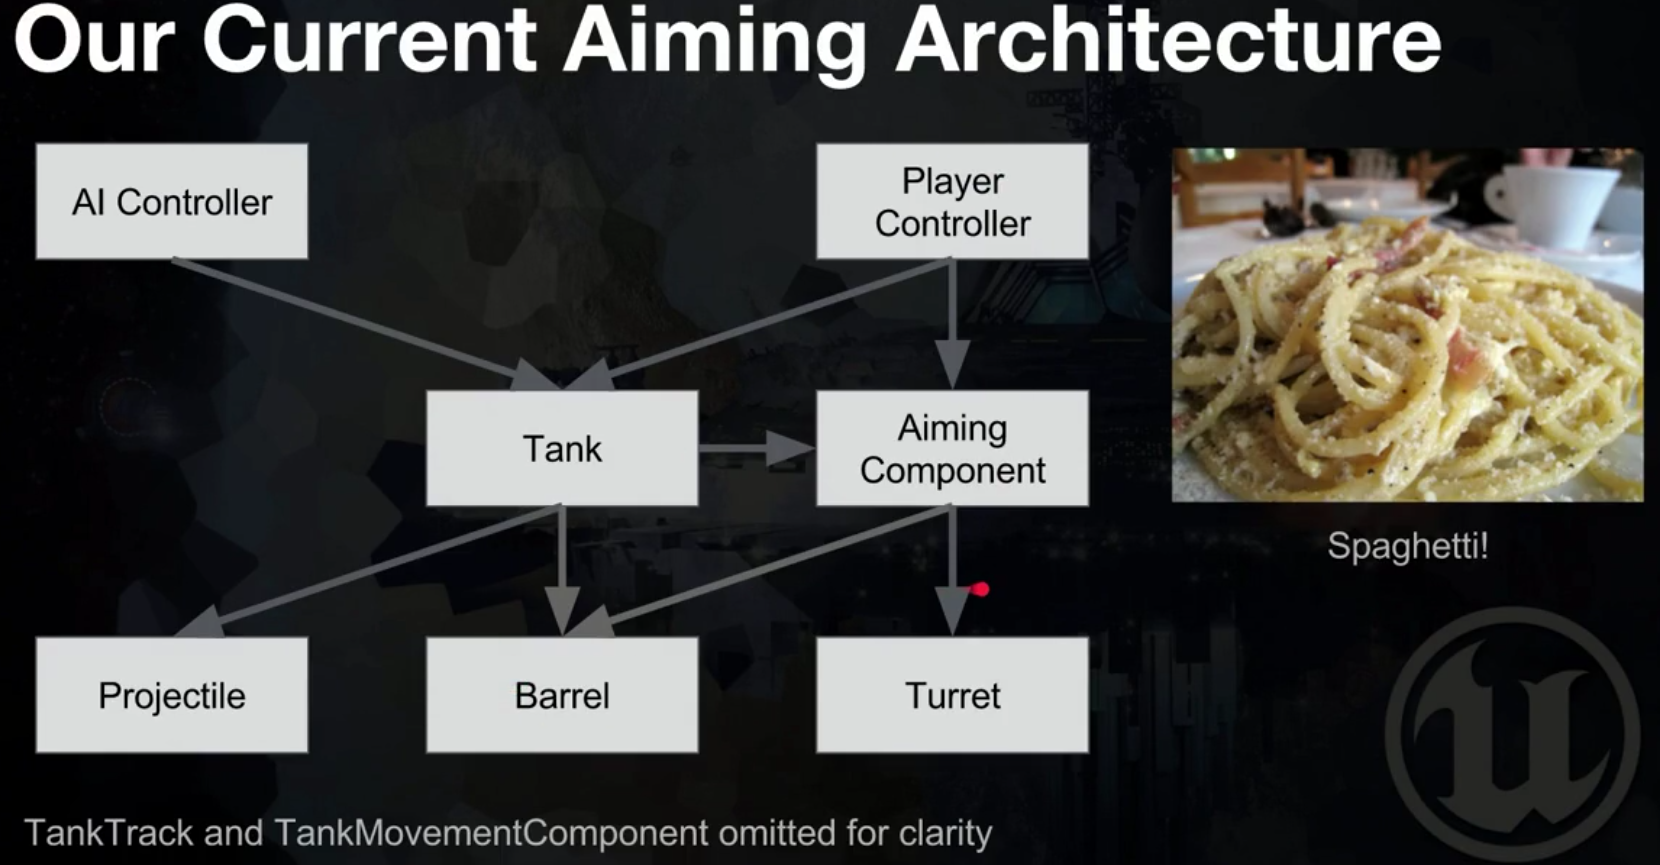 Our Current Aiming Architecture
AI Controller
Player
Controller
Tank
Aiming
Component
Spaghetti!
Projectile
Barrel
Turret
TankTrack and TankMovementComponent omitted for clarity